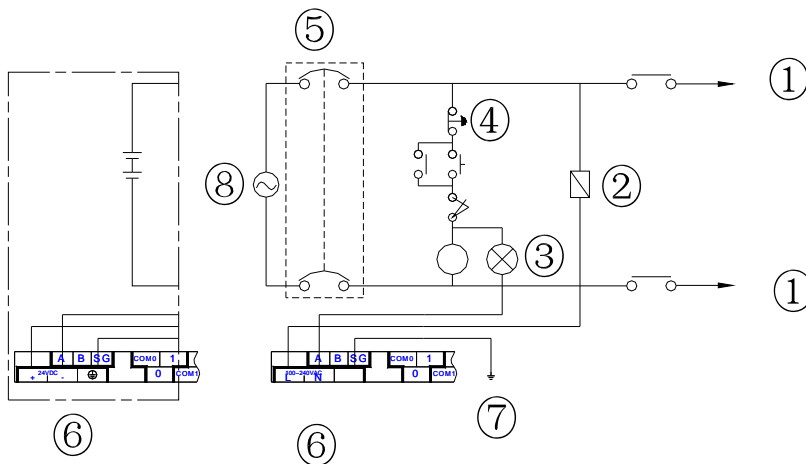 ⑤
①
④
⑧
②
③
①
A B SG COM0 1
+ 24VDC - 0 COM1
A B SG COM0 1
L 100~240VAC N 0 COM1
⑦
⑥
⑥